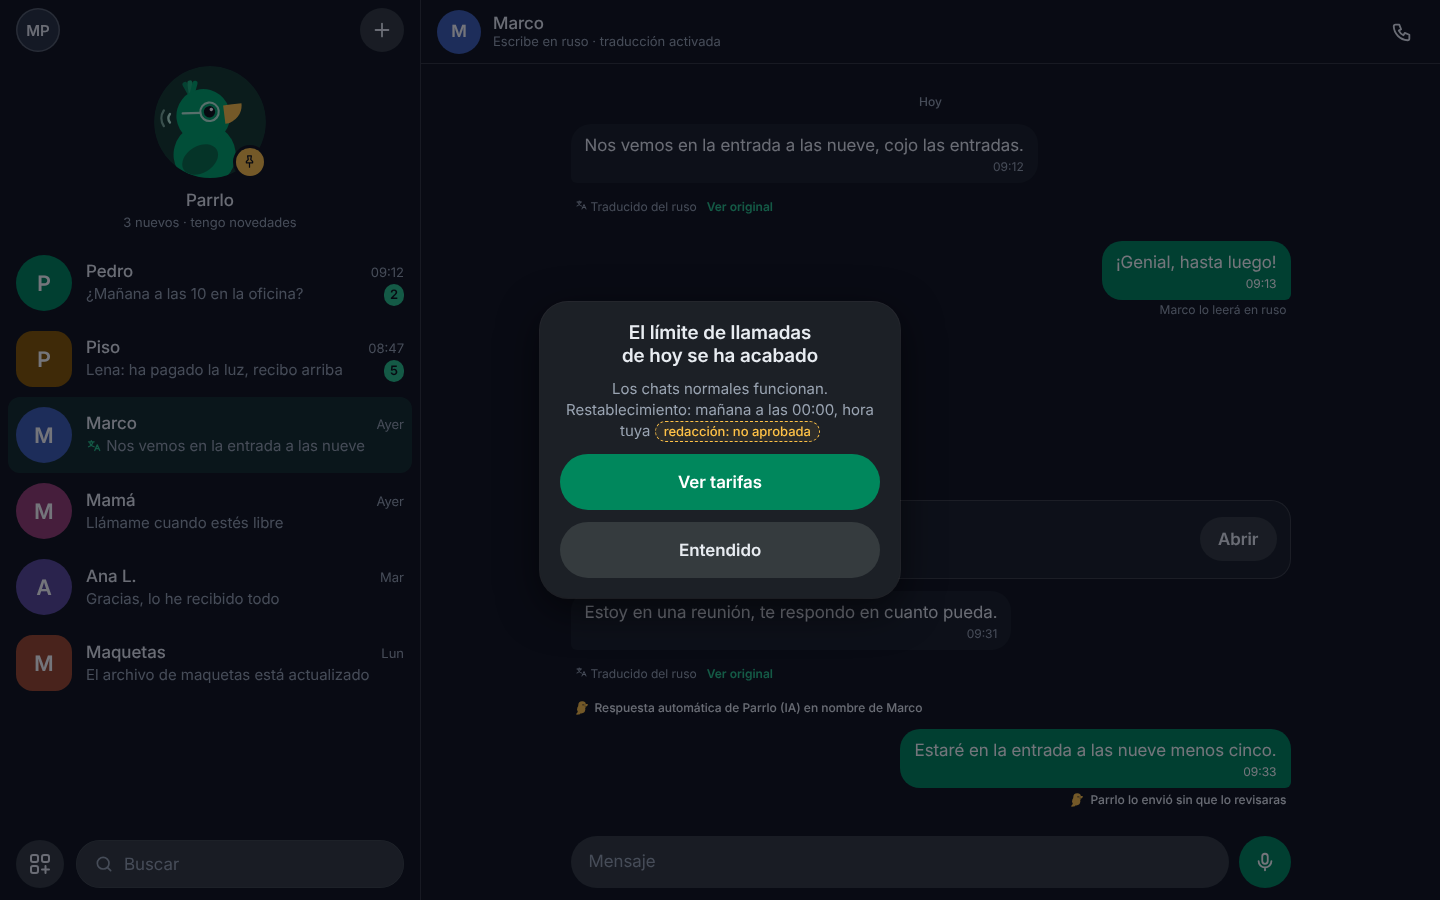 MP
Parrlo
3 nuevos · tengo novedades
P
Pedro
09:12
¿Mañana a las 10 en la oficina?
2
P
Piso
08:47
Lena: ha pagado la luz, recibo arriba
5
M
Marco
Ayer
Nos vemos en la entrada a las nueve
M
Mamá
Ayer
Llámame cuando estés libre
A
Ana L.
Mar
Gracias, lo he recibido todo
M
Maquetas
Lun
El archivo de maquetas está actualizado
Buscar
M
Marco
Escribe en ruso · traducción activada
Hoy
Nos vemos en la entrada a las nueve, cojo las entradas.
09:12
Traducido del ruso Ver original
¡Genial, hasta luego!
09:13
Marco lo leerá en ruso
El límite de llamadas
de hoy se ha acabado
Los chats normales funcionan.
Restablecimiento: mañana a las 00:00, hora
tuya redacción: no aprobada
Ver tarifas
Entendido
Abrir
Estoy en una reunión, te respondo en cuanto pueda.
09:31
Traducido del ruso Ver original
Respuesta automática de Parrlo (IA) en nombre de Marco
Estaré en la entrada a las nueve menos cinco.
09:33
Parrlo lo envió sin que lo revisaras
Mensaje